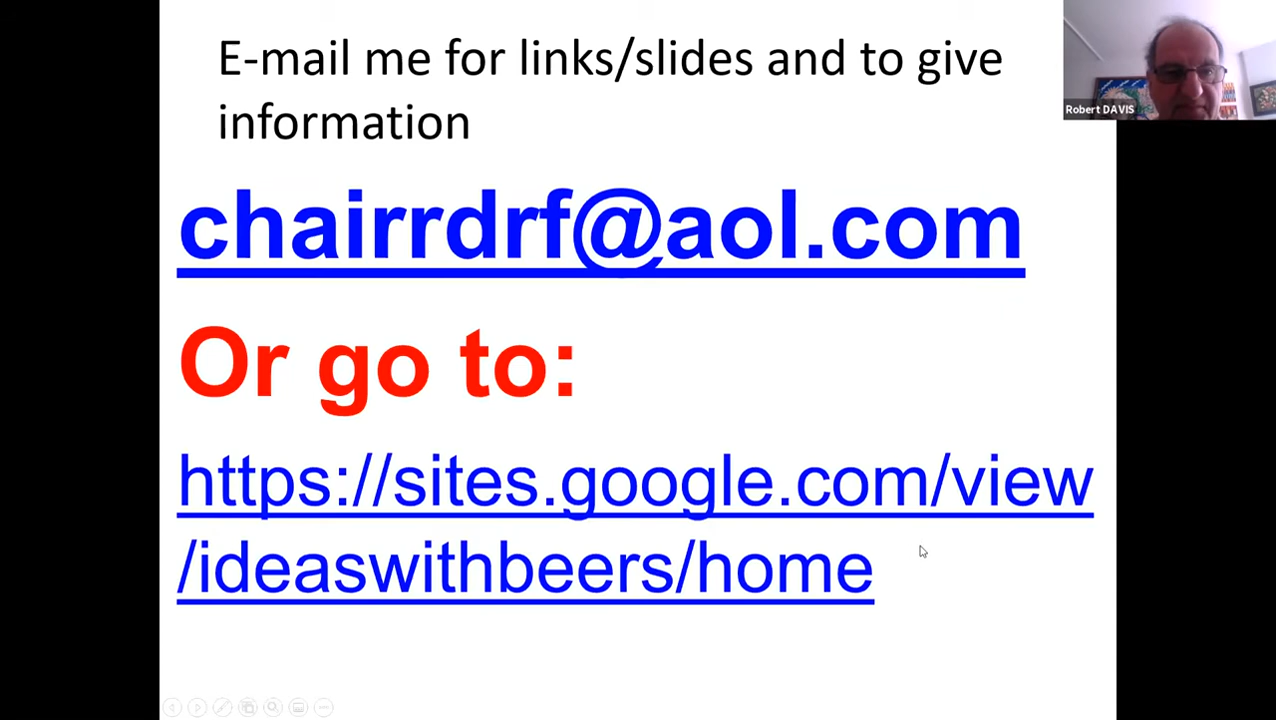 E-mail me for links/slides and to give
information
Robert DAVIS
chairrdrf@aol.com
Or go to:
https://sites.google.com/view
/ideaswithbeers/home